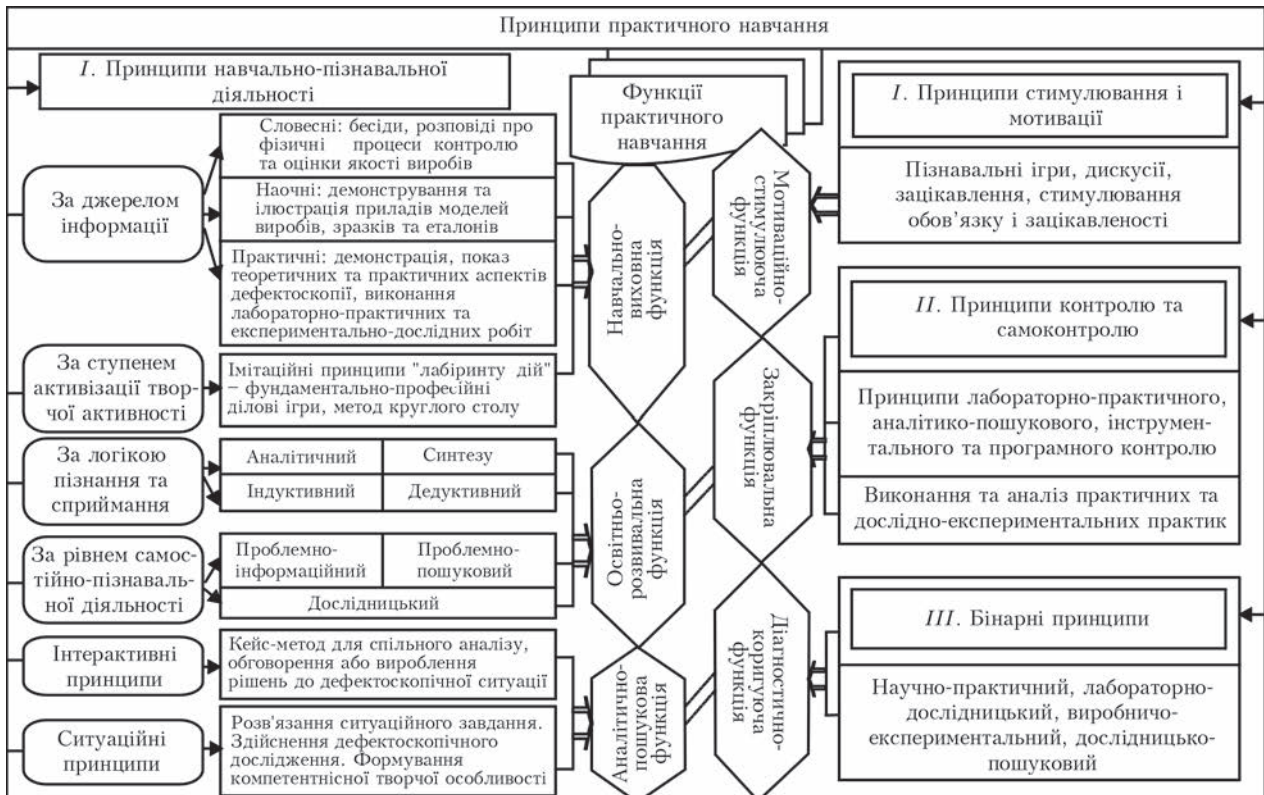 Принципи практичного навчання
I. Принципи навчально-пізнавальної
діяльності
За джерелом
інформації
Словесні: бесіди, розповіді про
фізичні процеси контролю
та оцінки якості виробів
Наочні: демонстрування та
ілюстрація приладів моделей
виробів, зразків та еталонів
Практичні: демонстрація, показ
теоретичних та практичних аспектів
дефектоскопії, виконання
лабораторно-практичних та
експериментально-дослідних робіт
За ступенем
активізації твор-
чої активності
Імітаційні принципи "лабіринту дій"
– фундаментально-професійні
ділові ігри, метод круглого столу
За логікою
пізнання та
сприймання
Аналітичний
Синтезу
Індуктивний
Дедуктивний
За рівнем самос-
тійно-пізнаваль-
ної діяльності
Проблемно-
інформаційний
Проблемно-
пошуковий
Дослідницький
Інтерактивні
принципи
Кейс-метод для спільного аналізу,
обговорення або вироблення
рішень до дефектоскопічної ситуації
Ситуаційні
принципи
Розв'язання ситуаційного завдання.
Здійснення дефектоскопічного
дослідження. Формування
компетентнісної творчої особливості
Функції
практичного
навчання
Навчально-
виховна
функція
Освітньо-
розвивальна
функція
Аналітично-
пошукова
функція
Мотиваційно-
стимулююча
функція
Закріплювальна
функція
Діагностично-
коригуюча
функція
I. Принципи стимулювання і
мотивації
Пізнавальні ігри, дискусії,
зацікавлення, стимулювання
обов’язку і зацікавленості
II. Принципи контролю та
самоконтролю
Принципи лабораторно-практичного,
аналітико-пошукового, інструмен-
тального та програмного контролю
Виконання та аналіз практичних та
дослідно-експериментальних практик
III. Бінарні принципи
Научно-практичний, лабораторно-
дослідницький, виробничо-
експериментальний, дослідницько-
пошуковий